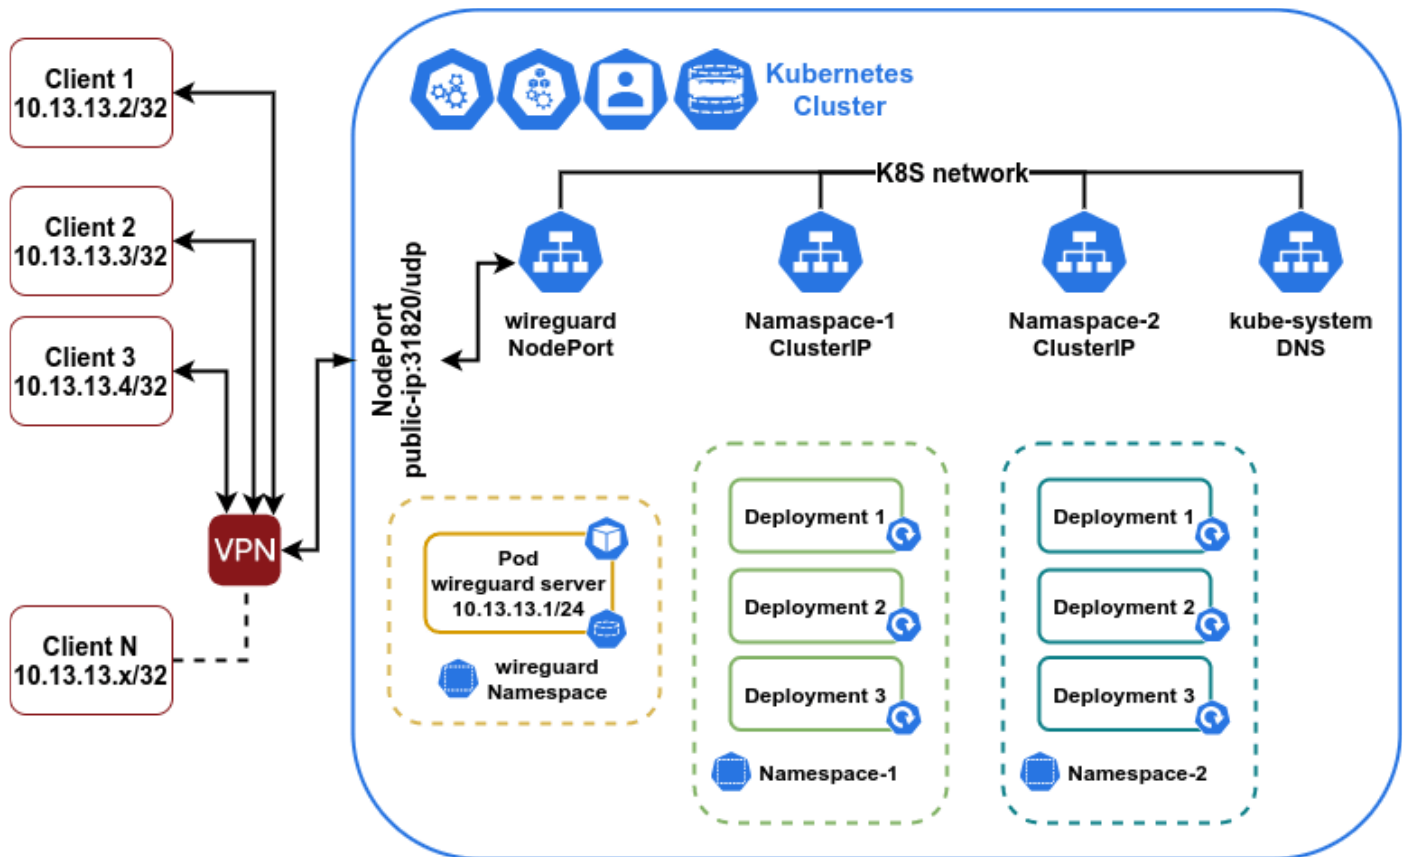 Client 1
10.13.13.2/32
Client 2
10.13.13.3/32
Client 3
10.13.13.4/32
VPN
Client N
10.13.13.x/32
Kubernetes
Cluster
K8S network
NodePort
public-ip:31820/udp
wireguard
NodePort
Namaspace-1
ClusterIP
Namaspace-2
ClusterIP
kube-system
DNS
Pod
wireguard server
10.13.13.1/24
wireguard
Namespace
Deployment 1
Deployment 2
Deployment 3
Namespace-1
Deployment 1
Deployment 2
Deployment 3
Namespace-2